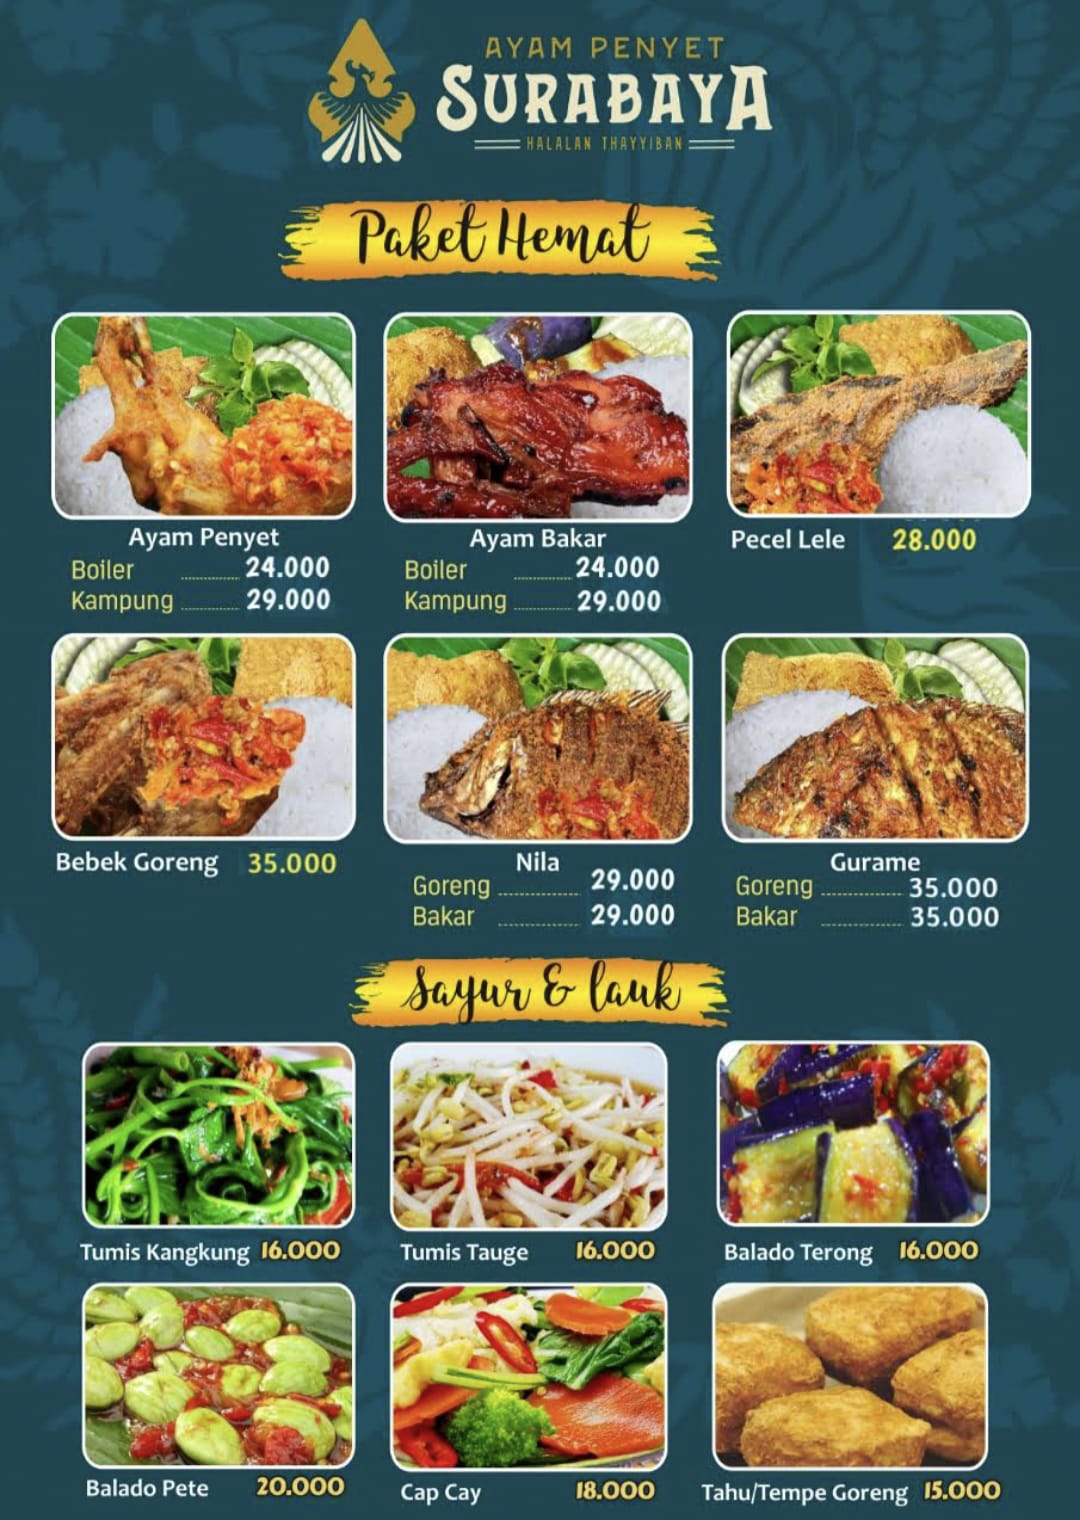 AYAM PENYET
SURABAYA
HALALAN THAYYIBAN
Paket Hemat
Ayam Penyet
Boiler 24.000
Kampung 29.000
Ayam Bakar
Boiler 24.000
Kampung 29.000
Pecel Lele 28.000
Bebek Goreng 35.000
Nila
Goreng 29.000
Bakar 29.000
Gurame
Goreng 35.000
Bakar 35.000
Sayur & lauk
Tumis Kangkung 16.000
Tumis Tauge 16.000
Balado Terong 16.000
Balado Pete 20.000
Cap Cay 18.000
Tahu/Tempe Goreng 15.000